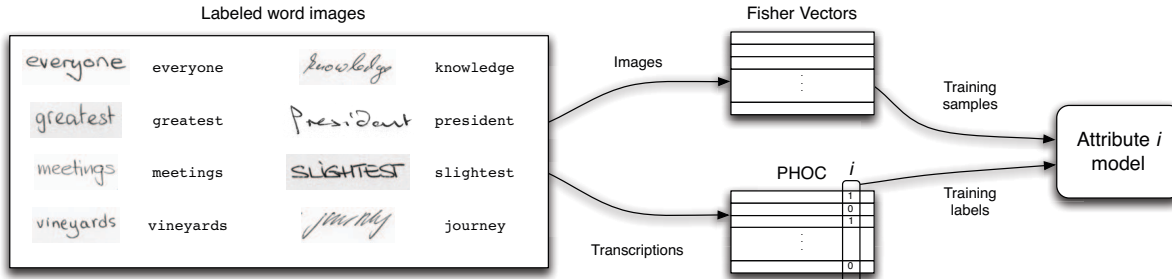 Labeled word images
everyone everyone
knowledge knowledge
greatest greatest
President president
meetings meetings
SLIGHTEST slightest
vineyards vineyards
journey journey
Images
Transcriptions
Fisher Vectors
PHOC i
1
0
1
0
Training
samples
Training
labels
Attribute i
model